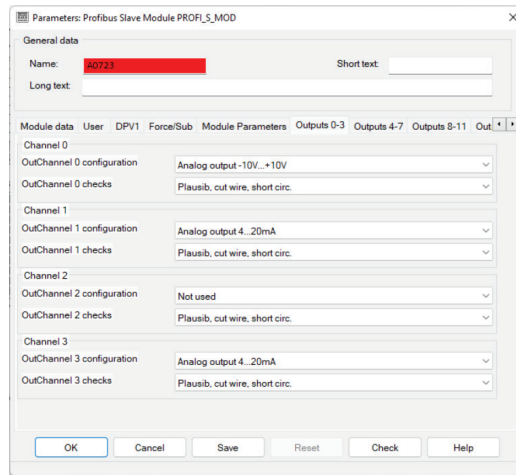 Parameters: Profibus Slave Module PROFI_S_MOD
General data
Name: A0723 Short text:
Long text:
Module data User DPV1 Force/Sub Module Parameters Outputs 0-3 Outputs 4-7 Outputs 8-11 Out
Channel 0
OutChannel 0 configuration Analog output -10V...+10V
OutChannel 0 checks Plausib, cut wire, short circ.
Channel 1
OutChannel 1 configuration Analog output 4...20mA
OutChannel 1 checks Plausib, cut wire, short circ.
Channel 2
OutChannel 2 configuration Not used
OutChannel 2 checks Plausib, cut wire, short circ.
Channel 3
OutChannel 3 configuration Analog output 4...20mA
OutChannel 3 checks Plausib, cut wire, short circ.
OK Cancel Save Reset Check Help